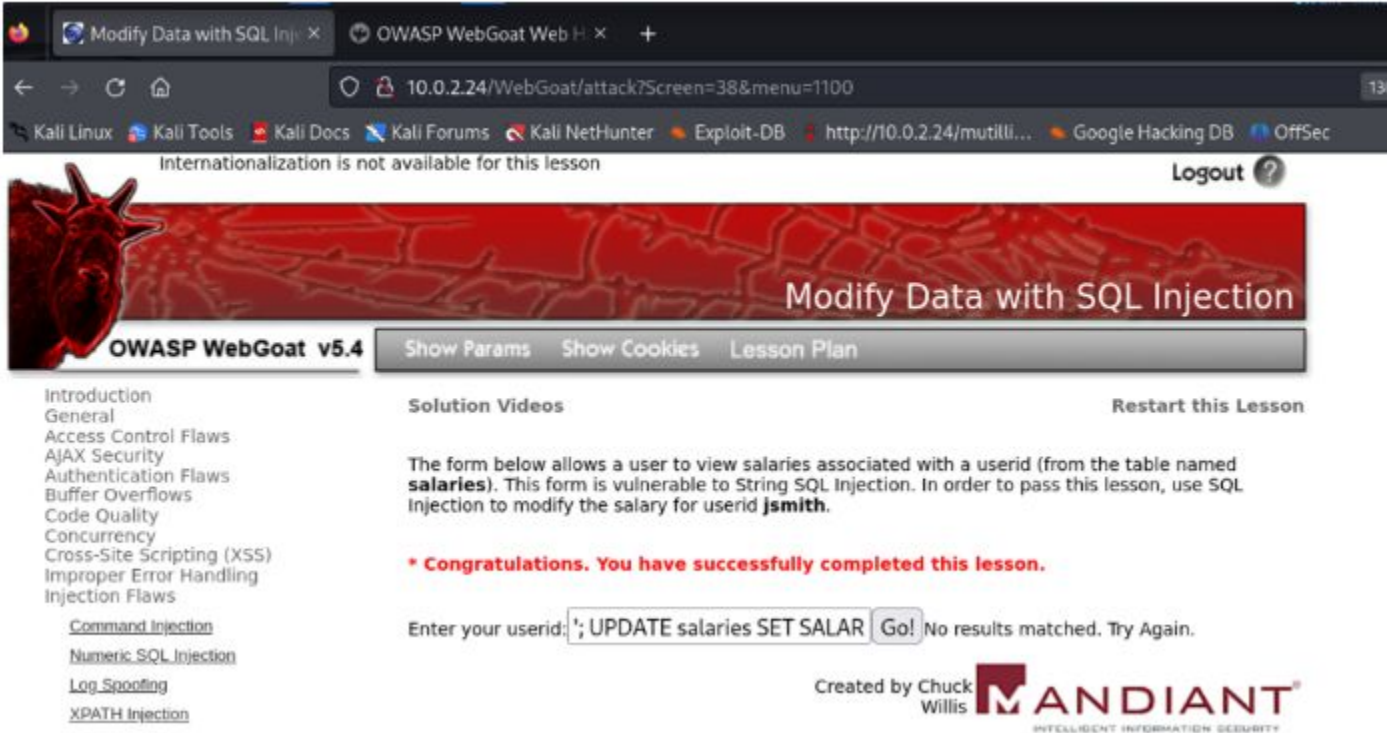 Modify Data with SQL Inj
OWASP WebGoat Web H
10.0.2.24/WebGoat/attack?Screen=38&menu=1100
Kali Linux Kali Tools Kali Docs Kali Forums Kali NetHunter Exploit-DB http://10.0.2.24/mutilli... Google Hacking DB OffSec
Internationalization is not available for this lesson
Logout ?
Modify Data with SQL Injection
OWASP WebGoat v5.4
Show Params Show Cookies Lesson Plan
Introduction
General
Access Control Flaws
AJAX Security
Authentication Flaws
Buffer Overflows
Code Quality
Concurrency
Cross-Site Scripting (XSS)
Improper Error Handling
Injection Flaws
Command Injection
Numeric SQL Injection
Log Spoofing
XPATH Injection
Solution Videos
Restart this Lesson
The form below allows a user to view salaries associated with a userid (from the table named
salaries). This form is vulnerable to String SQL Injection. In order to pass this lesson, use SQL
Injection to modify the salary for userid jsmith.
* Congratulations. You have successfully completed this lesson.
Enter your userid: '; UPDATE salaries SET SALAR Go! No results matched. Try Again.
Created by Chuck
Willis
MANDIANT®
INTELLIGENT INFORMATION SECURITY